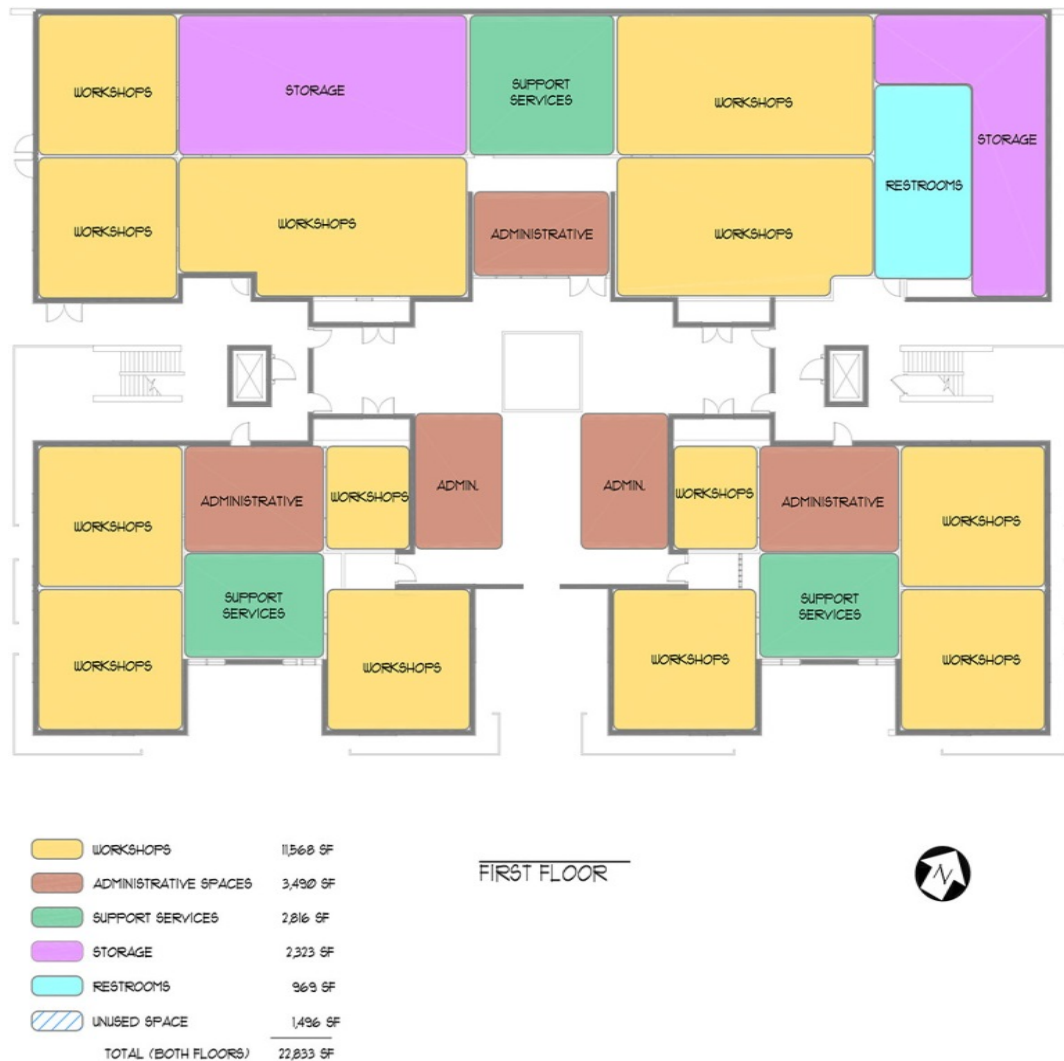 WORKSHOPS
STORAGE
SUPPORT
SERVICES
WORKSHOPS
STORAGE
RESTROOMS
WORKSHOPS
WORKSHOPS
ADMINISTRATIVE
WORKSHOPS
WORKSHOPS
ADMINISTRATIVE
WORKSHOPS
ADMIN.
ADMIN.
WORKSHOPS
ADMINISTRATIVE
WORKSHOPS
SUPPORT
SERVICES
SUPPORT
SERVICES
WORKSHOPS
WORKSHOPS
WORKSHOPS
WORKSHOPS
WORKSHOPS 11,568 SF
ADMINISTRATIVE SPACES 3,490 SF
SUPPORT SERVICES 2,816 SF
STORAGE 2,323 SF
RESTROOMS 969 SF
UNUSED SPACE 1,496 SF
TOTAL (BOTH FLOORS) 22,833 SF
FIRST FLOOR
N